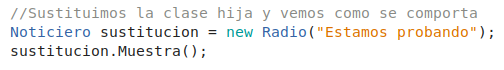 //Sustituimos la clase hija y vemos como se comporta
Noticiero sustitucion = new Radio("Estamos probando");
sustitucion.Muestra();